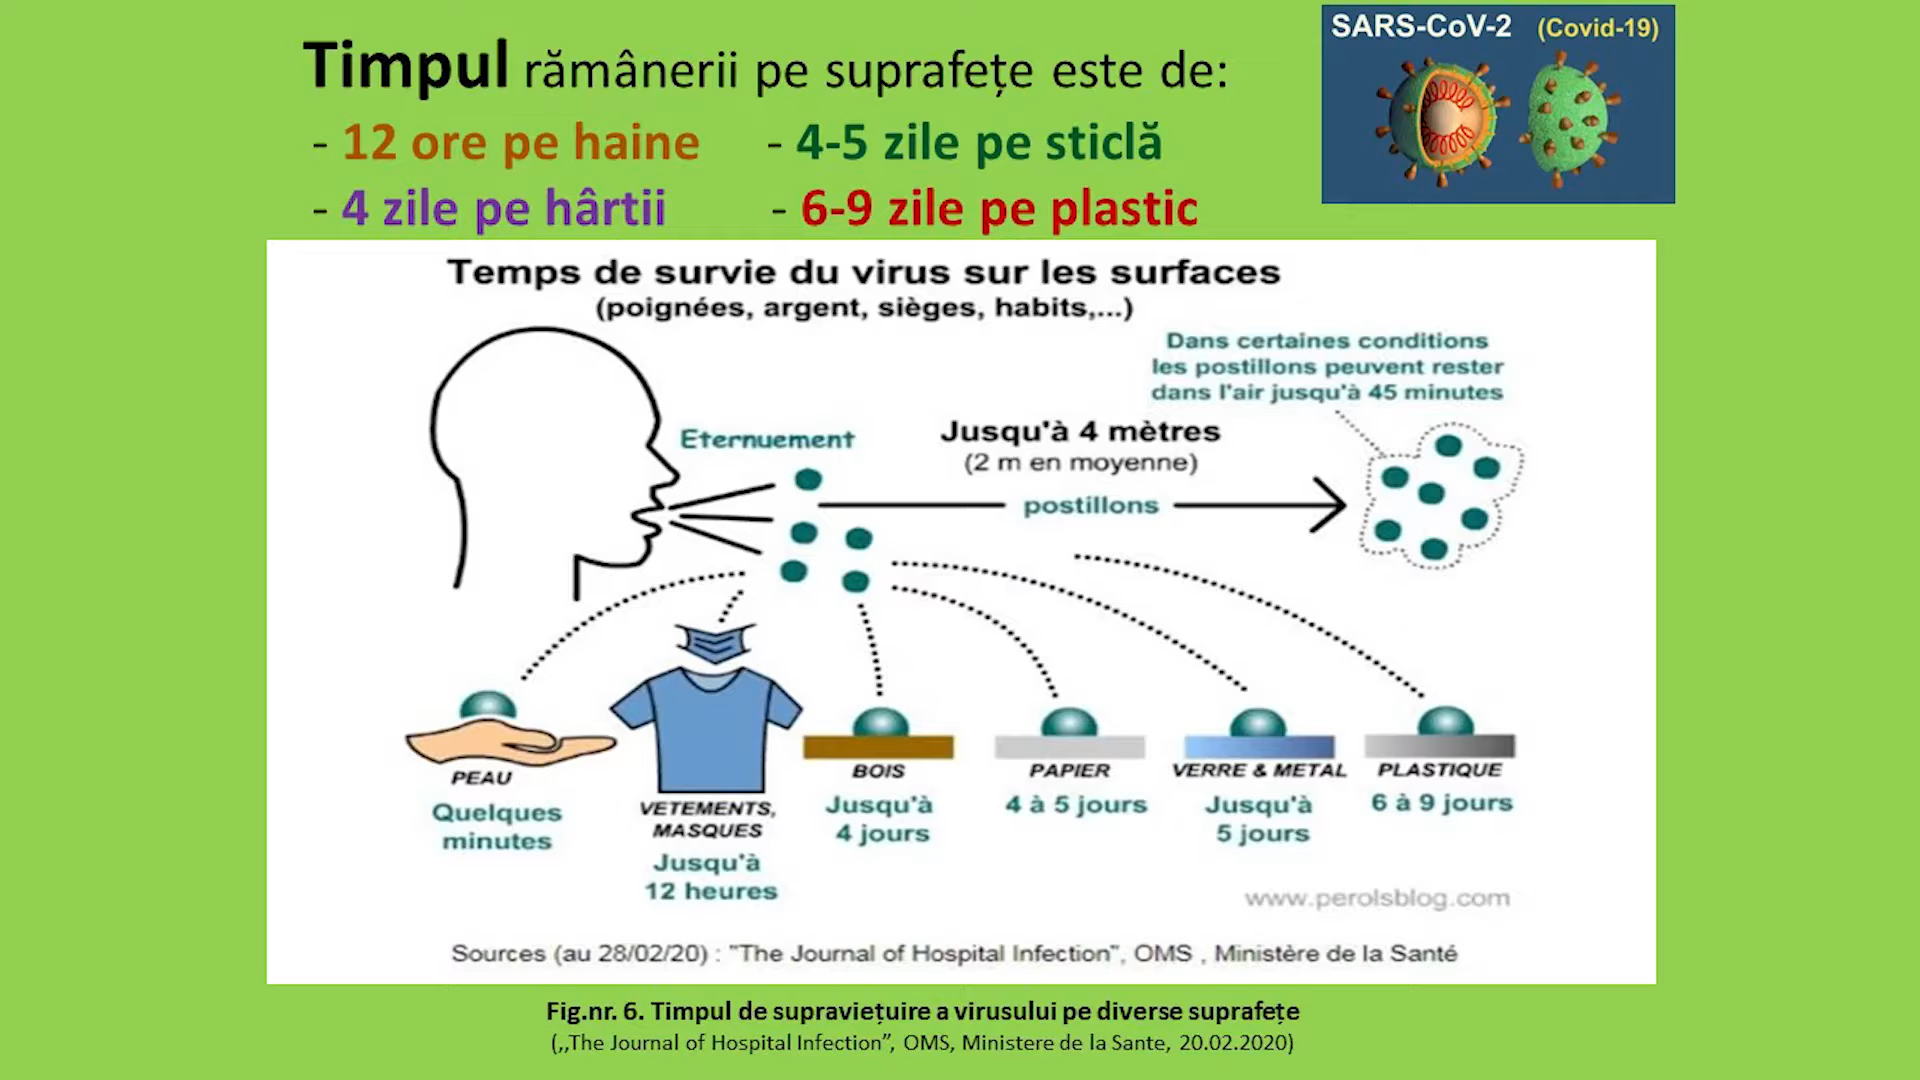 Timpul rămânerii pe suprafețe este de:
- 12 ore pe haine - 4-5 zile pe sticlă
- 4 zile pe hârtii - 6-9 zile pe plastic
SARS-CoV-2 (Covid-19)
Temps de survie du virus sur les surfaces
(poignées, argent, sièges, habits,...)
Dans certaines conditions
les postillons peuvent rester
dans l'air jusqu'à 45 minutes
Eternuement
Jusqu'à 4 mètres
(2 m en moyenne)
postillons
PEAU
Quelques
minutes
VETEMENTS,
MASQUES
Jusqu'à
12 heures
BOIS
Jusqu'à
4 jours
PAPIER
4 à 5 jours
VERRE & METAL
Jusqu'à
5 jours
PLASTIQUE
6 à 9 jours
www.perolsblog.com
Sources (au 28/02/20) : "The Journal of Hospital Infection", OMS , Ministère de la Santé
Fig.nr. 6. Timpul de supraviețuire a virusului pe diverse suprafețe
(,,The Journal of Hospital Infection”, OMS, Ministere de la Sante, 20.02.2020)